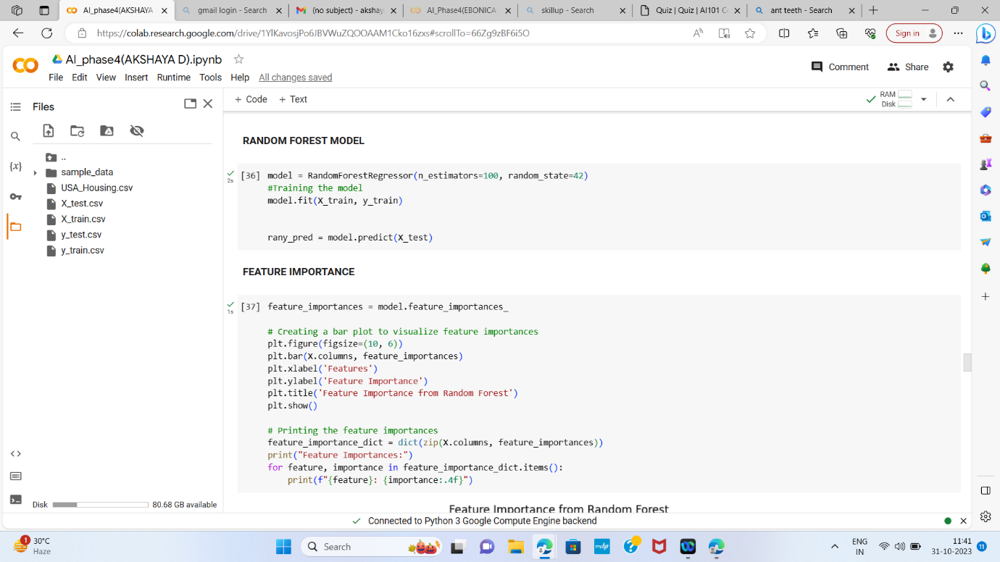 AI_phase4(AKSHAYA
gmail login - Search
(no subject) - akshay
AI_Phase4(EBONICA
skillup - Search
Quiz | Quiz | AI101 C
ant teeth - Search
https://colab.research.google.com/drive/1YlKavosjPo6JBVWuZQOOAAM1Cko16zxs#scrollTo=66Zg9zBF6i5O
Sign in
AI_phase4(AKSHAYA D).ipynb
File Edit View Insert Runtime Tools Help All changes saved
Comment
Share
Files
+ Code + Text
RAM
Disk
..
sample_data
USA_Housing.csv
X_test.csv
X_train.csv
y_test.csv
y_train.csv
{x}
Disk 80.68 GB available
RANDOM FOREST MODEL
2s
[36] model = RandomForestRegressor(n_estimators=100, random_state=42)
#Training the model
model.fit(X_train, y_train)
rany_pred = model.predict(X_test)
FEATURE IMPORTANCE
1s
[37] feature_importances = model.feature_importances_
# Creating a bar plot to visualize feature importances
plt.figure(figsize=(10, 6))
plt.bar(X.columns, feature_importances)
plt.xlabel('Features')
plt.ylabel('Feature Importance')
plt.title('Feature Importance from Random Forest')
plt.show()
# Printing the feature importances
feature_importance_dict = dict(zip(X.columns, feature_importances))
print("Feature Importances:")
for feature, importance in feature_importance_dict.items():
print(f"{feature}: {importance:.4f}")
Feature Importance from Random Forest
Connected to Python 3 Google Compute Engine backend
1
30°C
Haze
Search
myhp
ENG
IN
11:41
31-10-2023
11